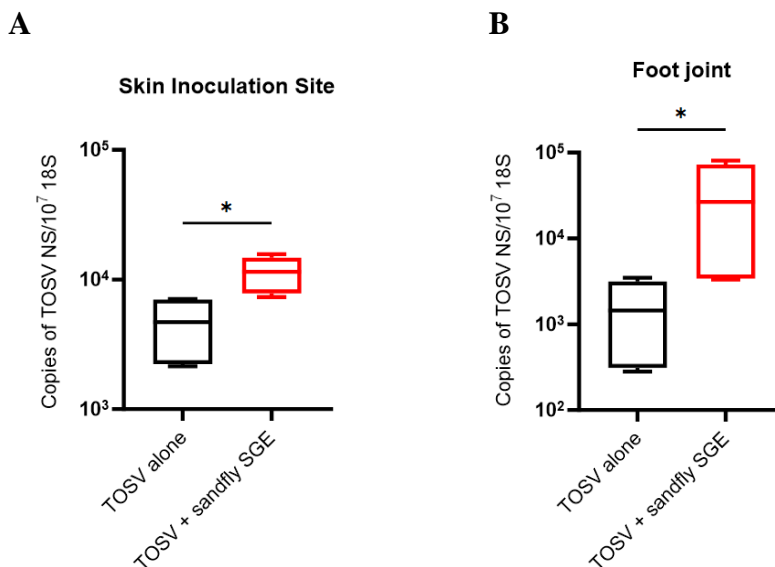 A
Skin Inoculation Site
Copies of TOSV NS/10⁷ 18S
10⁵
*
10⁴
10³
TOSV alone
TOSV + sandfly SGE
B
Foot joint
Copies of TOSV NS/10⁷ 18S
*
10⁵
10⁴
10³
10²
TOSV alone
TOSV + sandfly SGE